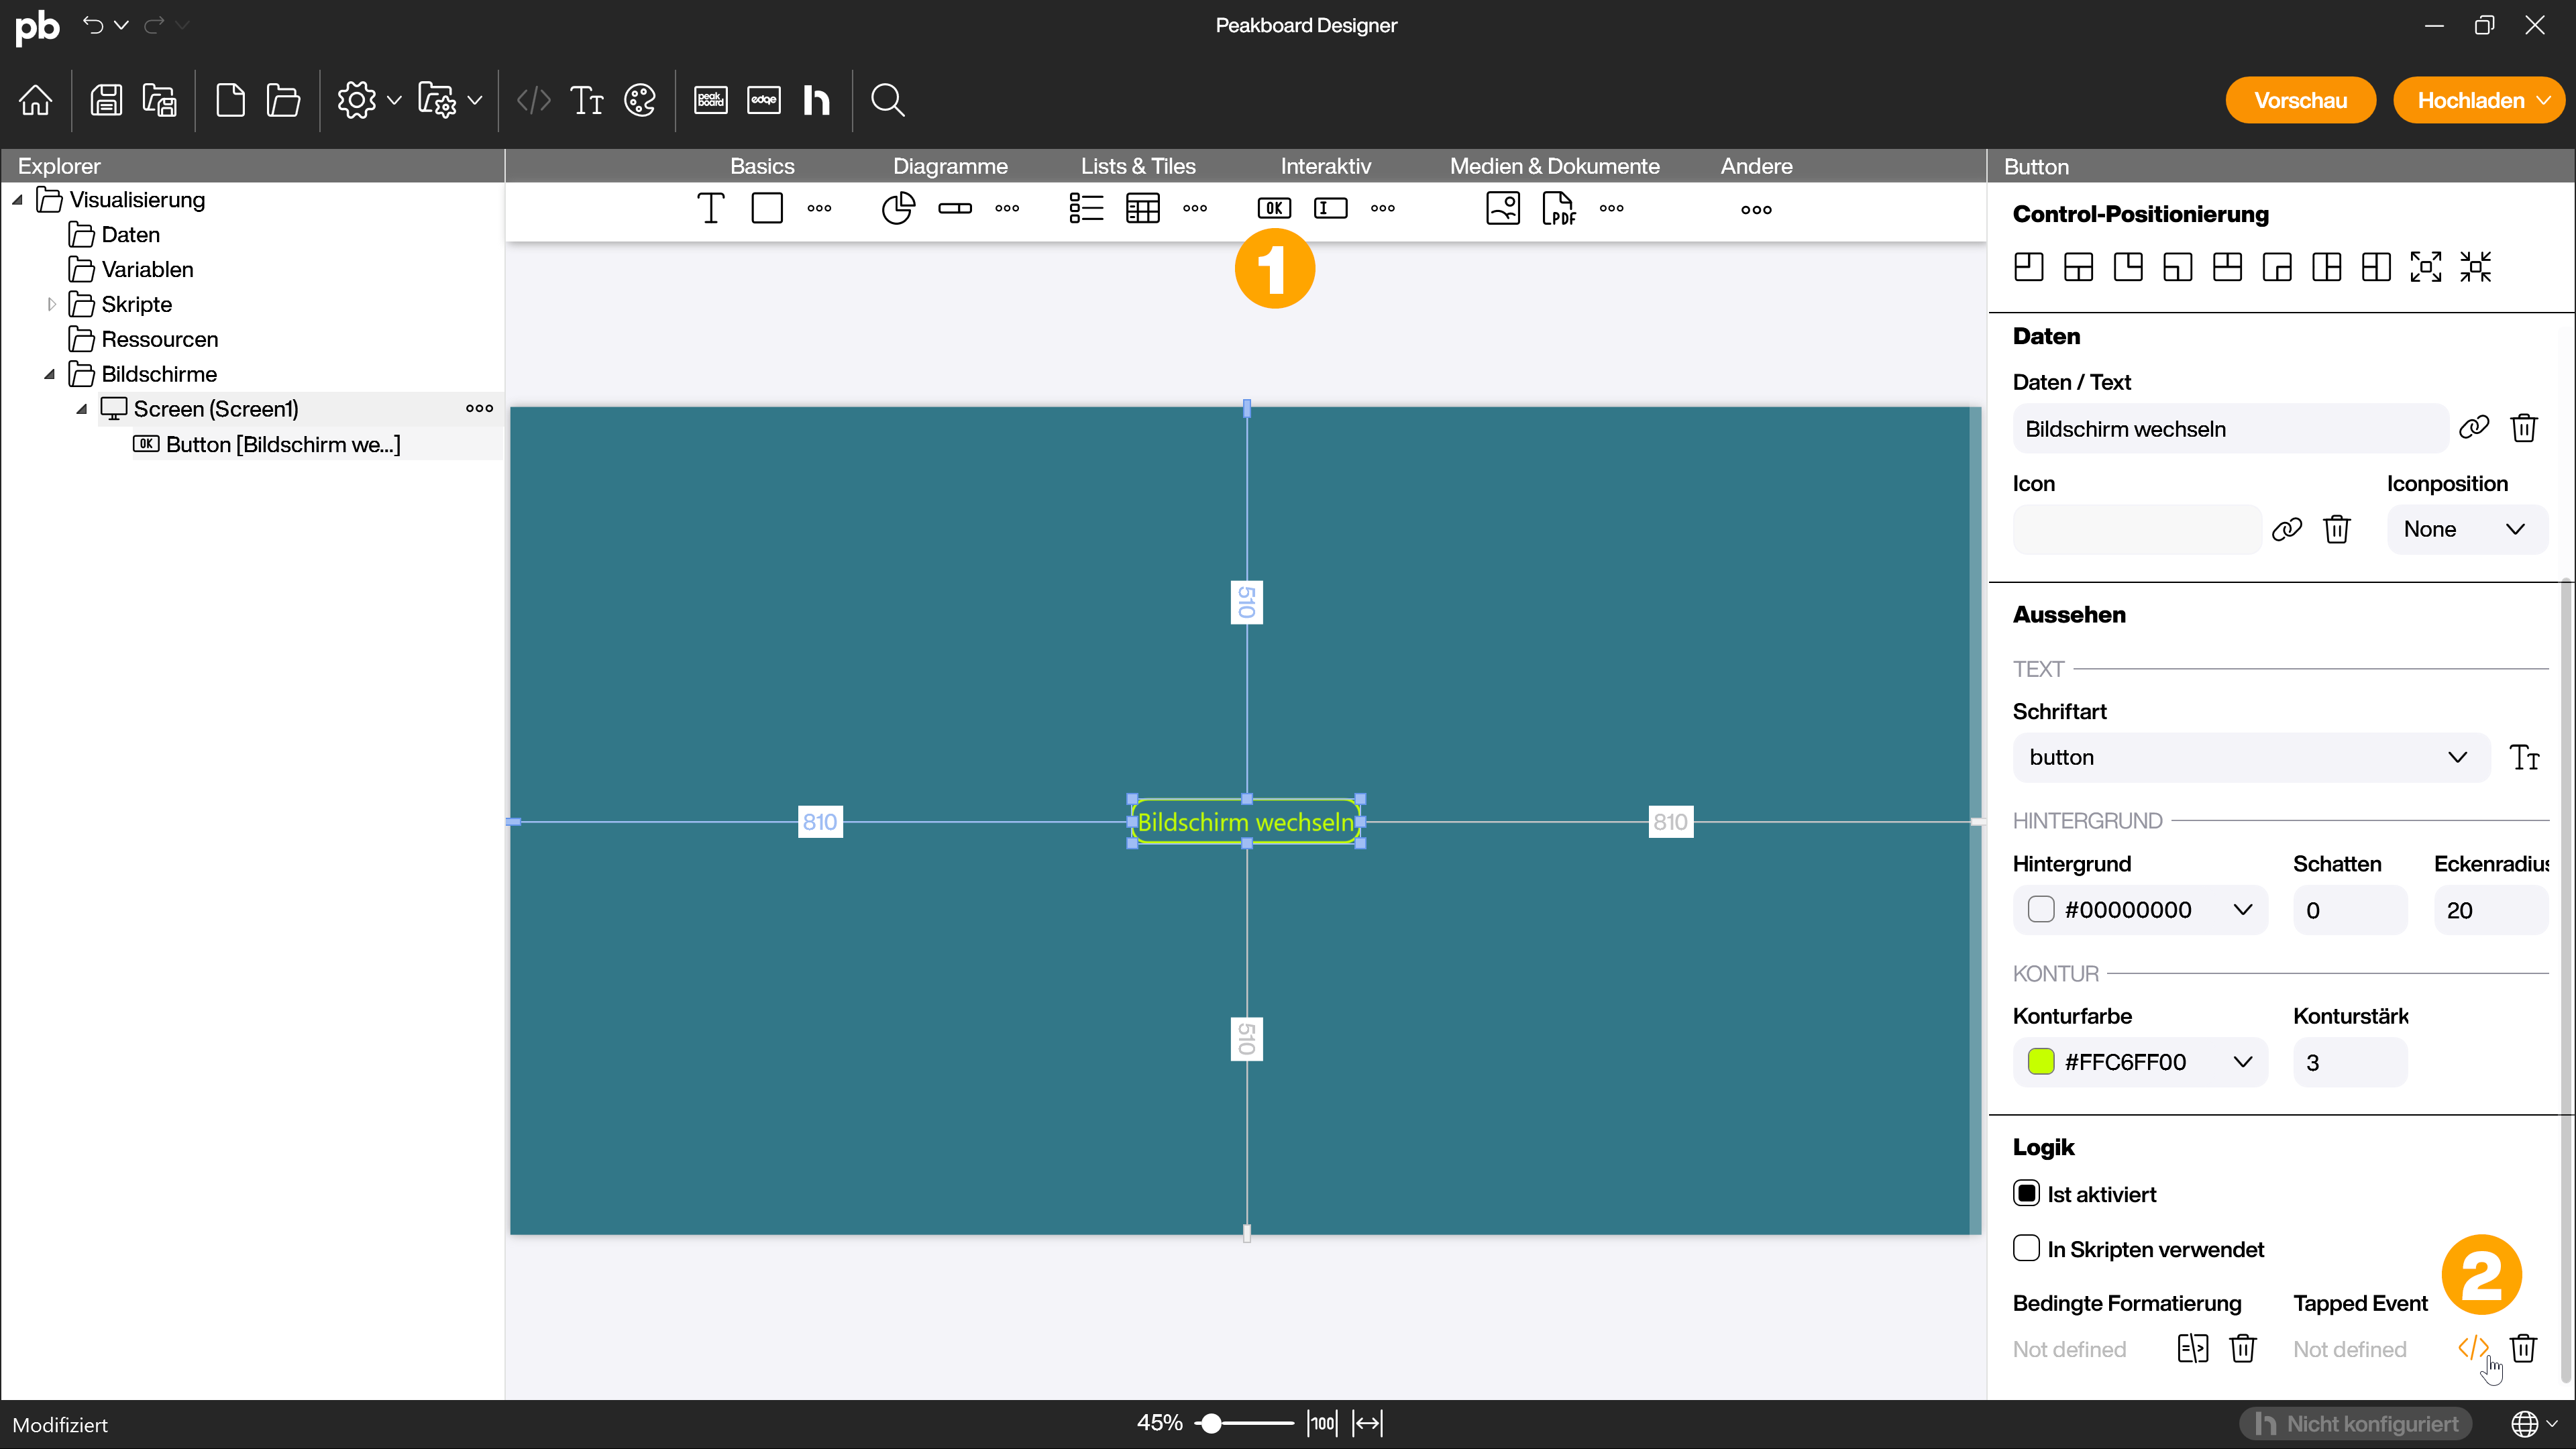 pb
Peakboard Designer
peak board
edge
Vorschau
Hochladen
Explorer
Basics
Diagramme
Lists & Tiles
Interaktiv
Medien & Dokumente
Andere
Button
Visualisierung
Daten
Variablen
Skripte
Ressourcen
Bildschirme
Screen (Screen1)
OK Button [Bildschirm we...]
OK
PDF
1
510
810
Bildschirm wechseln
810
510
Control-Positionierung
Daten
Daten / Text
Bildschirm wechseln
Icon
Iconposition
None
Aussehen
TEXT
Schriftart
button
HINTERGRUND
Hintergrund
Schatten
Eckenradius
#00000000
0
20
KONTUR
Konturfarbe
Konturstärk
#FFC6FF00
3
Logik
Ist aktiviert
In Skripten verwendet
2
Bedingte Formatierung
Tapped Event
Not defined
Not defined
Modifiziert
45%
100
Nicht konfiguriert